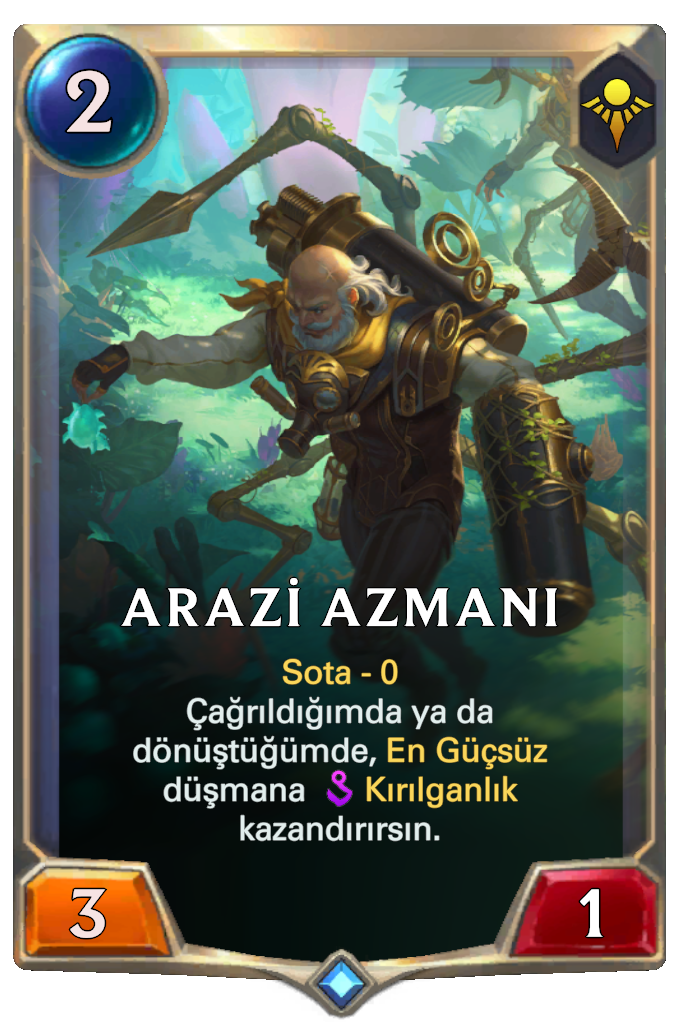 2
ARAZİ AZMANI
Sota - 0
Çağrıldığımda ya da
dönüştüğümde, En Güçsüz
düşmana Kırılganlık
kazandırırsın.
3
1